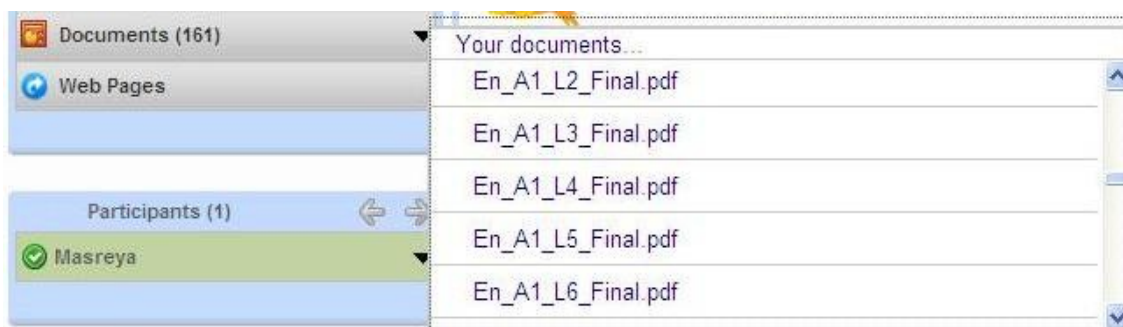 Documents (161)
Web Pages
Participants (1)
Masreya
Your documents...
En_A1_L2_Final.pdf
En_A1_L3_Final.pdf
En_A1_L4_Final.pdf
En_A1_L5_Final.pdf
En_A1_L6_Final.pdf